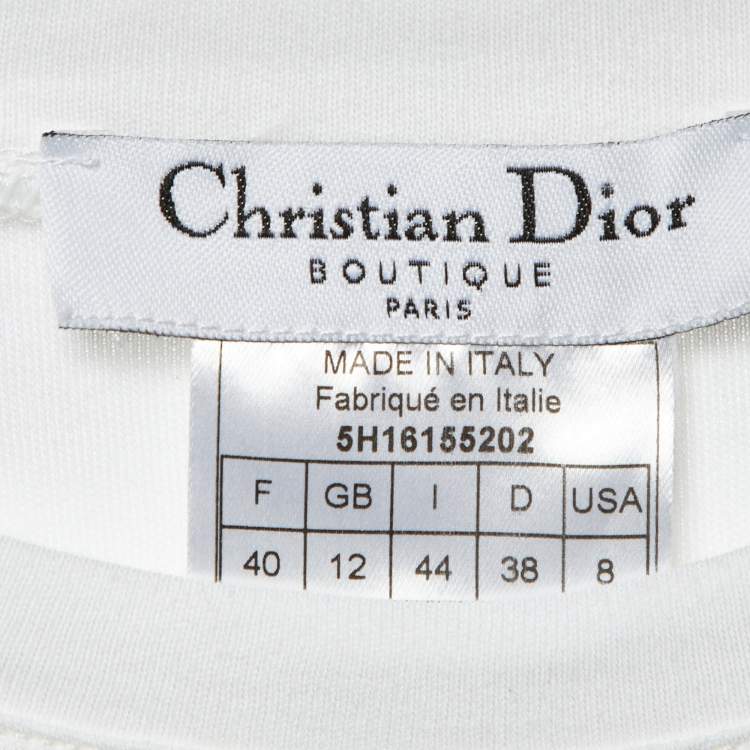 Christian Dior
BOUTIQUE
PARIS
MADE IN ITALY
Fabriqué en Italie
5H16155202
F GB I D USA
40 12 44 38 8